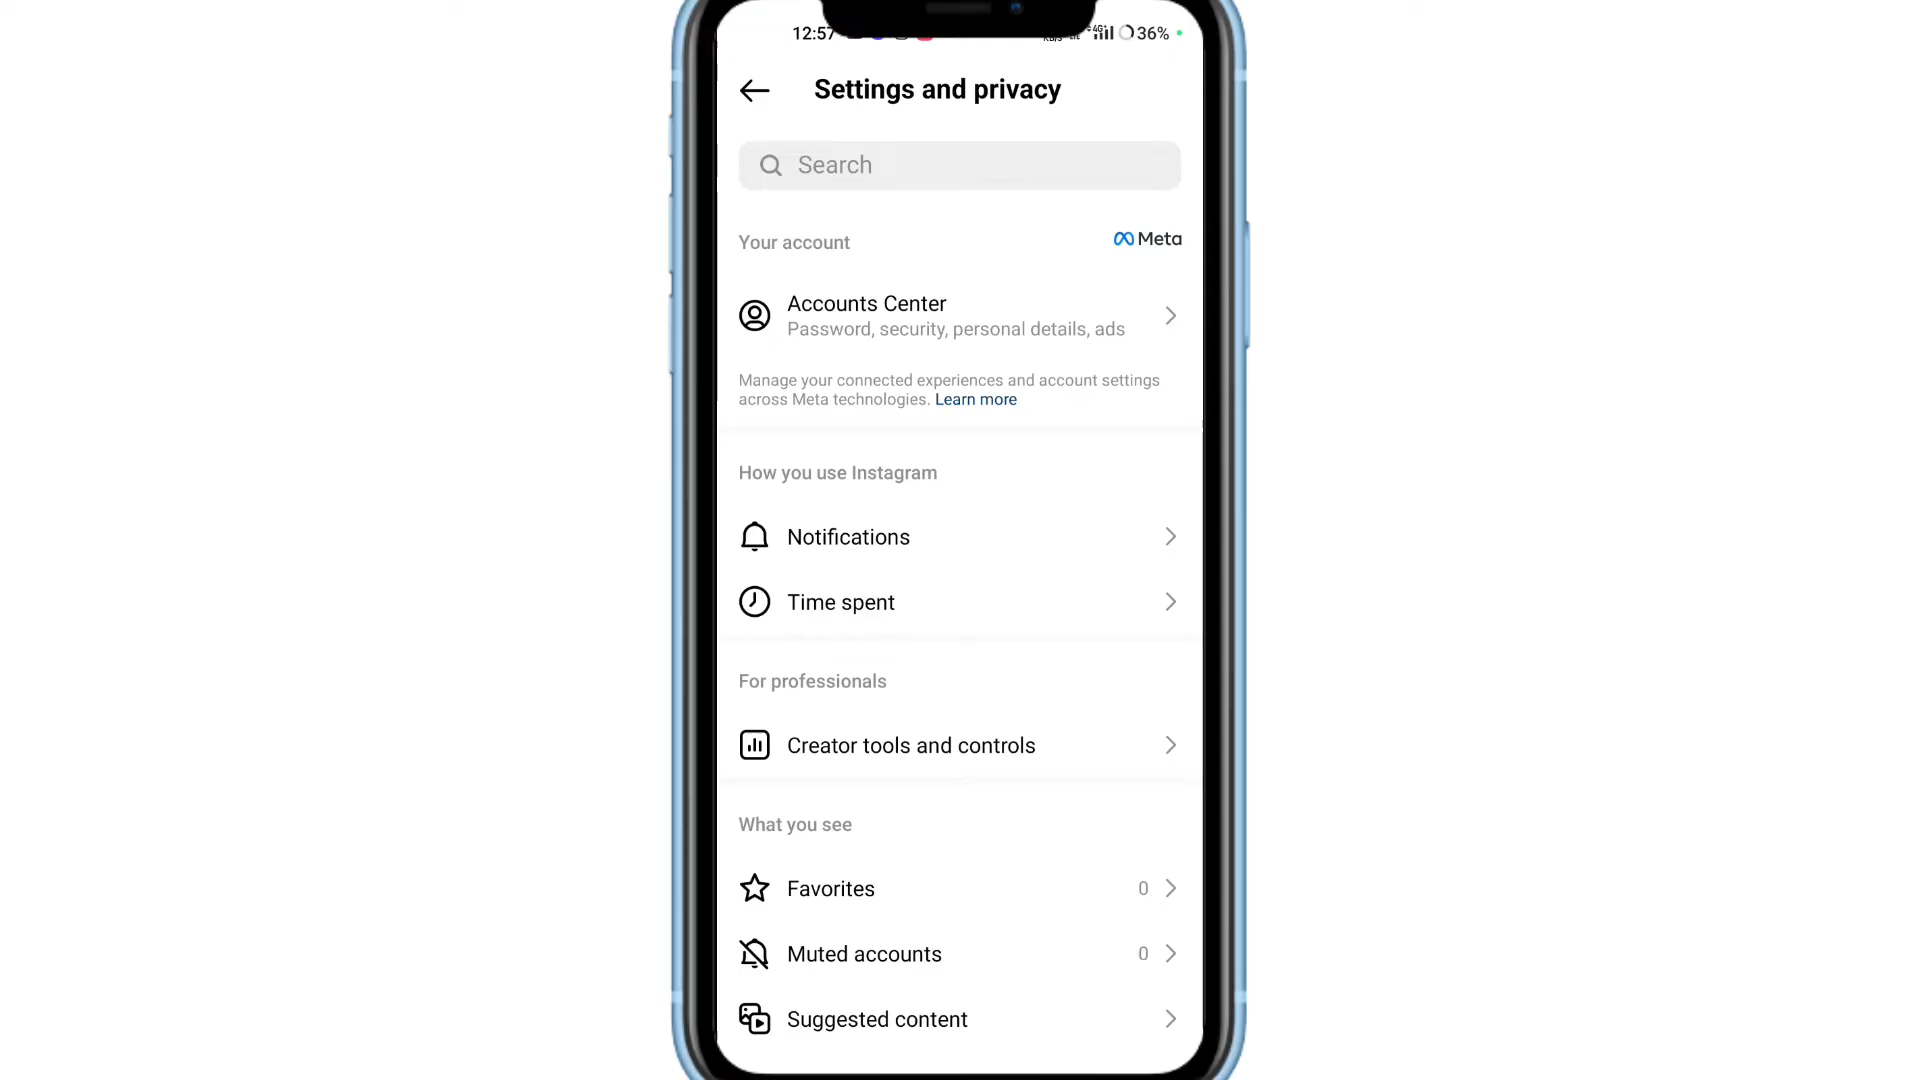 12:57 4G 36%
Settings and privacy
Search
Your account Meta
Accounts Center
Password, security, personal details, ads
Manage your connected experiences and account settings
across Meta technologies. Learn more
How you use Instagram
Notifications
Time spent
For professionals
Creator tools and controls
What you see
Favorites 0
Muted accounts 0
Suggested content